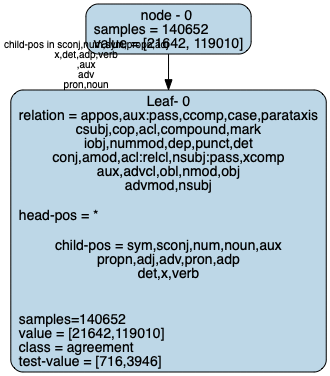 node - 0
samples = 140652
value = [21642, 119010]
child-pos in sconj,num,sym,propn,adj
x,det,adp,verb
,aux
adv
pron,noun
Leaf- 0
relation = appos,aux:pass,ccomp,case,parataxis
csubj,cop,acl,compound,mark
iobj,nummod,dep,punct,det
conj,amod,acl:relcl,nsubj:pass,xcomp
aux,advcl,obl,nmod,obj
advmod,nsubj
head-pos = *
child-pos = sym,sconj,num,noun,aux
propn,adj,adv,pron,adp
det,x,verb
samples=140652
value = [21642,119010]
class = agreement
test-value = [716,3946]